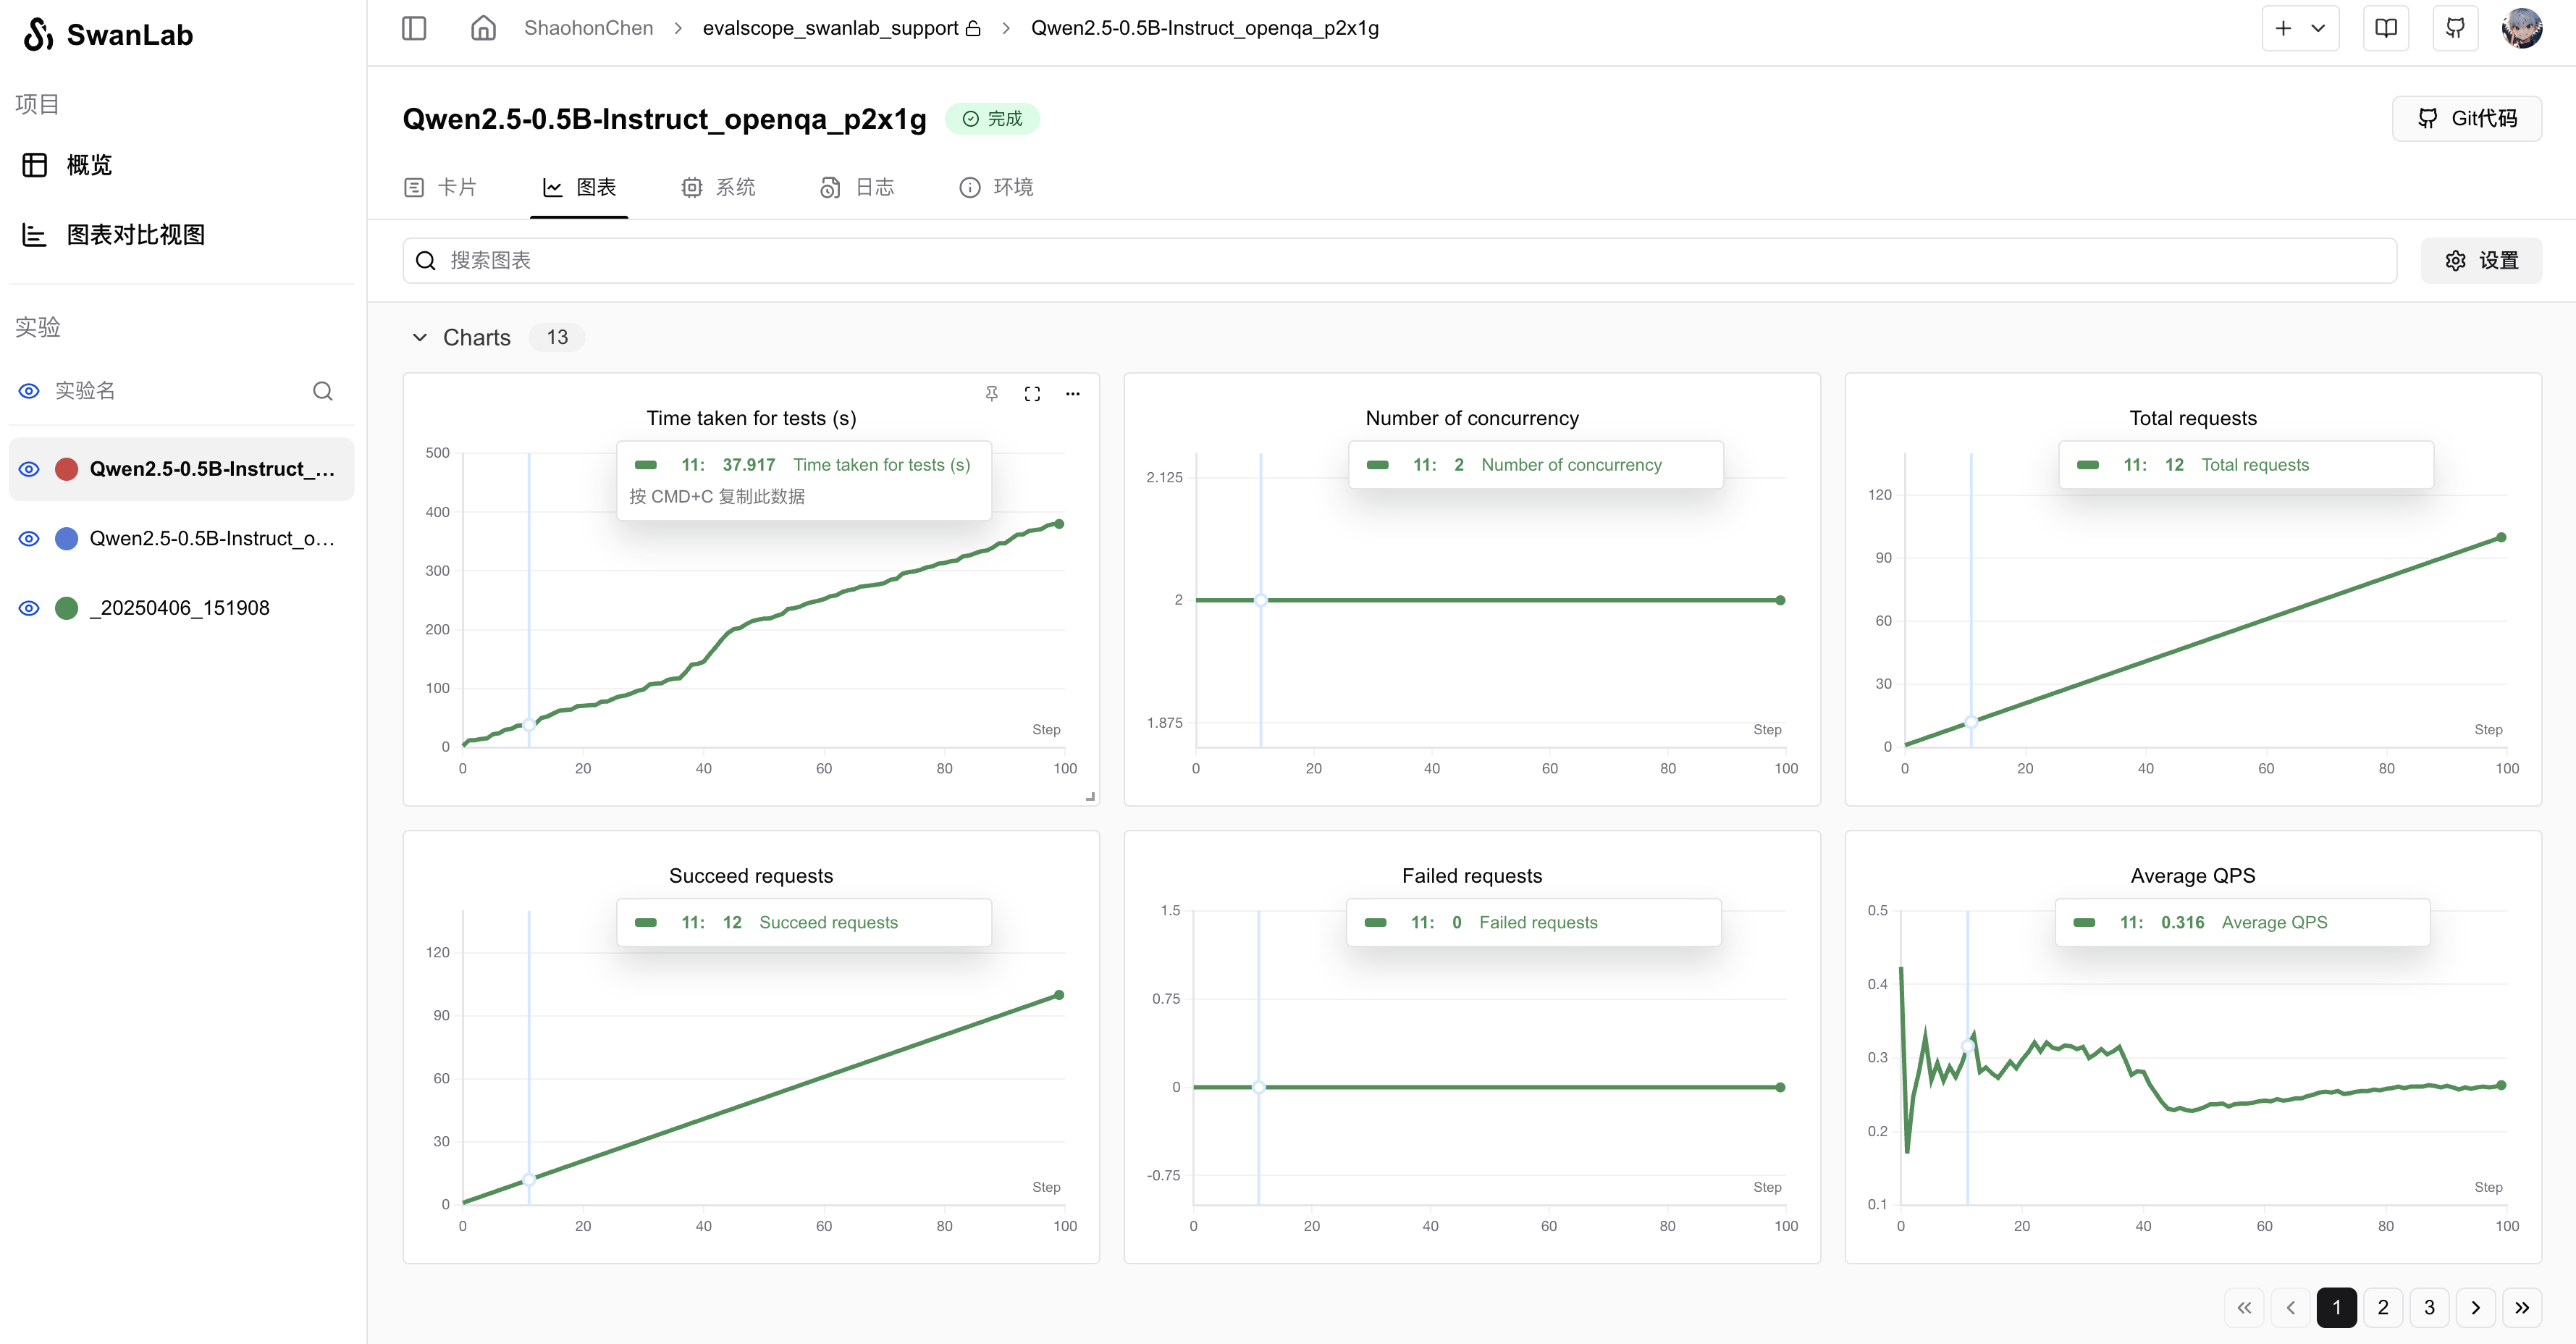 SwanLab
项目
概览
图表对比视图
实验
实验名
Qwen2.5-0.5B-Instruct_...
Qwen2.5-0.5B-Instruct_o...
_20250406_151908
ShaohonChen > evalscope_swanlab_support > Qwen2.5-0.5B-Instruct_openqa_p2x1g
Qwen2.5-0.5B-Instruct_openqa_p2x1g 完成
Git代码
卡片 图表 系统 日志 环境
搜索图表
设置
Charts 13
Time taken for tests (s)
11: 37.917 Time taken for tests (s)
按 CMD+C 复制此数据
500
400
300
200
100
0
Step
0 20 40 60 80 100
Number of concurrency
11: 2 Number of concurrency
2.125
2
1.875
Step
0 20 40 60 80 100
Total requests
11: 12 Total requests
120
90
60
30
0
Step
0 20 40 60 80 100
Succeed requests
11: 12 Succeed requests
120
90
60
30
0
Step
0 20 40 60 80 100
Failed requests
11: 0 Failed requests
1.5
0.75
0
-0.75
Step
0 20 40 60 80 100
Average QPS
11: 0.316 Average QPS
0.5
0.4
0.3
0.2
0.1
Step
0 20 40 60 80 100
1 2 3